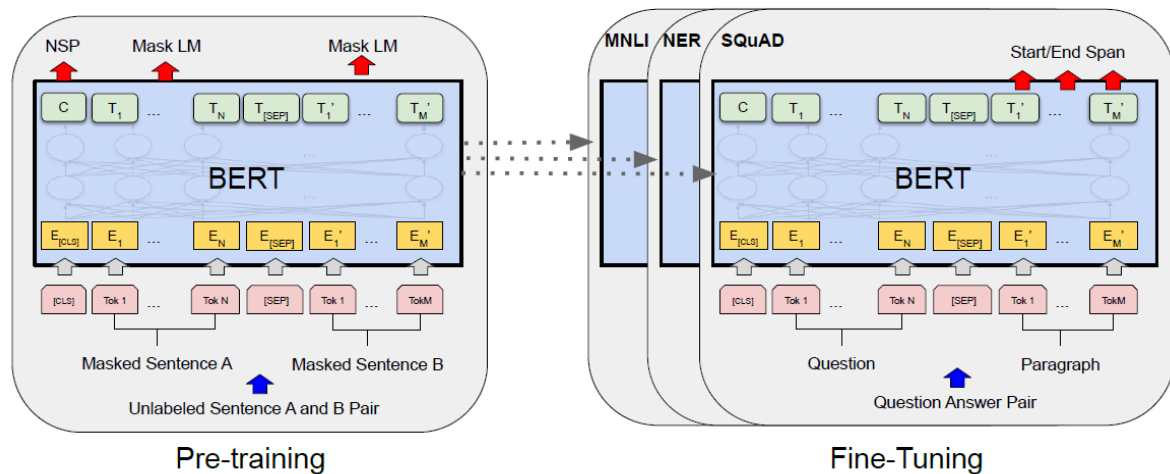 NSP Mask LM Mask LM
C T1 ... TN T[SEP] T1' ... TM'
...
BERT
...
E[CLS] E1 ... EN E[SEP] E1' ... EM'
[CLS] Tok 1 ... Tok N [SEP] Tok 1 ... TokM
Masked Sentence A Masked Sentence B
Unlabeled Sentence A and B Pair
Pre-training
MNLI NER SQuAD
Start/End Span
C T1 ... TN T[SEP] T1' ... TM'
...
BERT
...
E[CLS] E1 ... EN E[SEP] E1' ... EM'
[CLS] Tok 1 ... Tok N [SEP] Tok 1 ... TokM
Question Paragraph
Question Answer Pair
Fine-Tuning